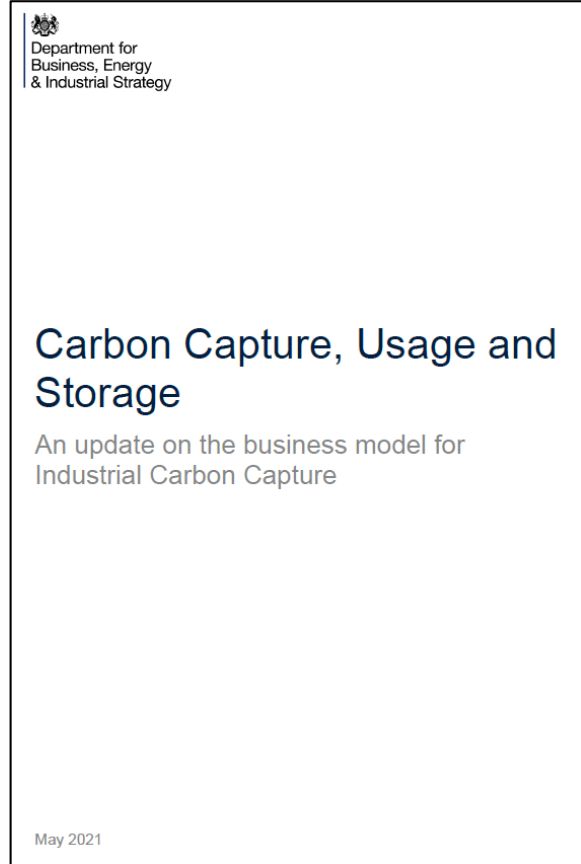 Department for
Business, Energy
& Industrial Strategy
Carbon Capture, Usage and
Storage
An update on the business model for
Industrial Carbon Capture
May 2021